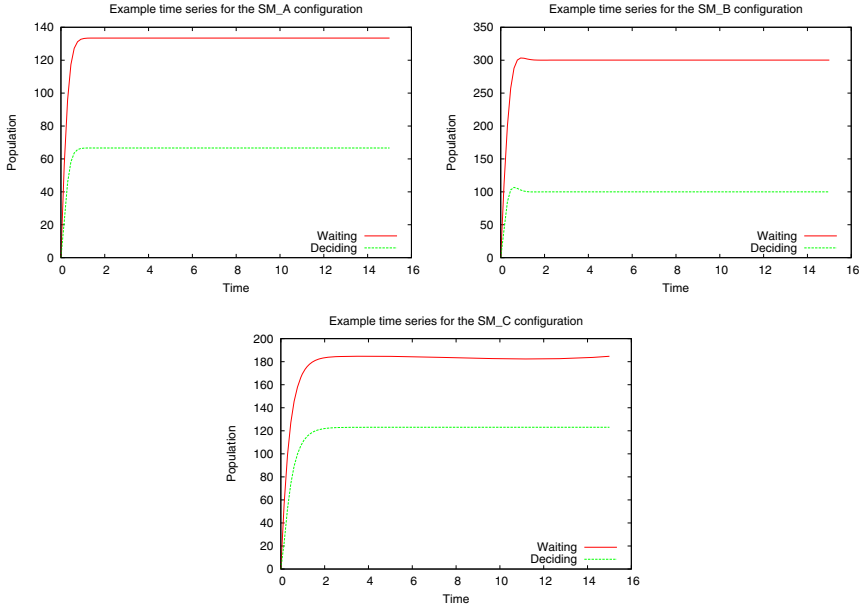 Example time series for the SM_A configuration
140
120
100
80
60
40
20
0
0 2 4 6 8 10 12 14 16
Population
Time
Waiting
Deciding
Example time series for the SM_B configuration
350
300
250
200
150
100
50
0
0 2 4 6 8 10 12 14 16
Population
Time
Waiting
Deciding
Example time series for the SM_C configuration
200
180
160
140
120
100
80
60
40
20
0
0 2 4 6 8 10 12 14 16
Population
Time
Waiting
Deciding